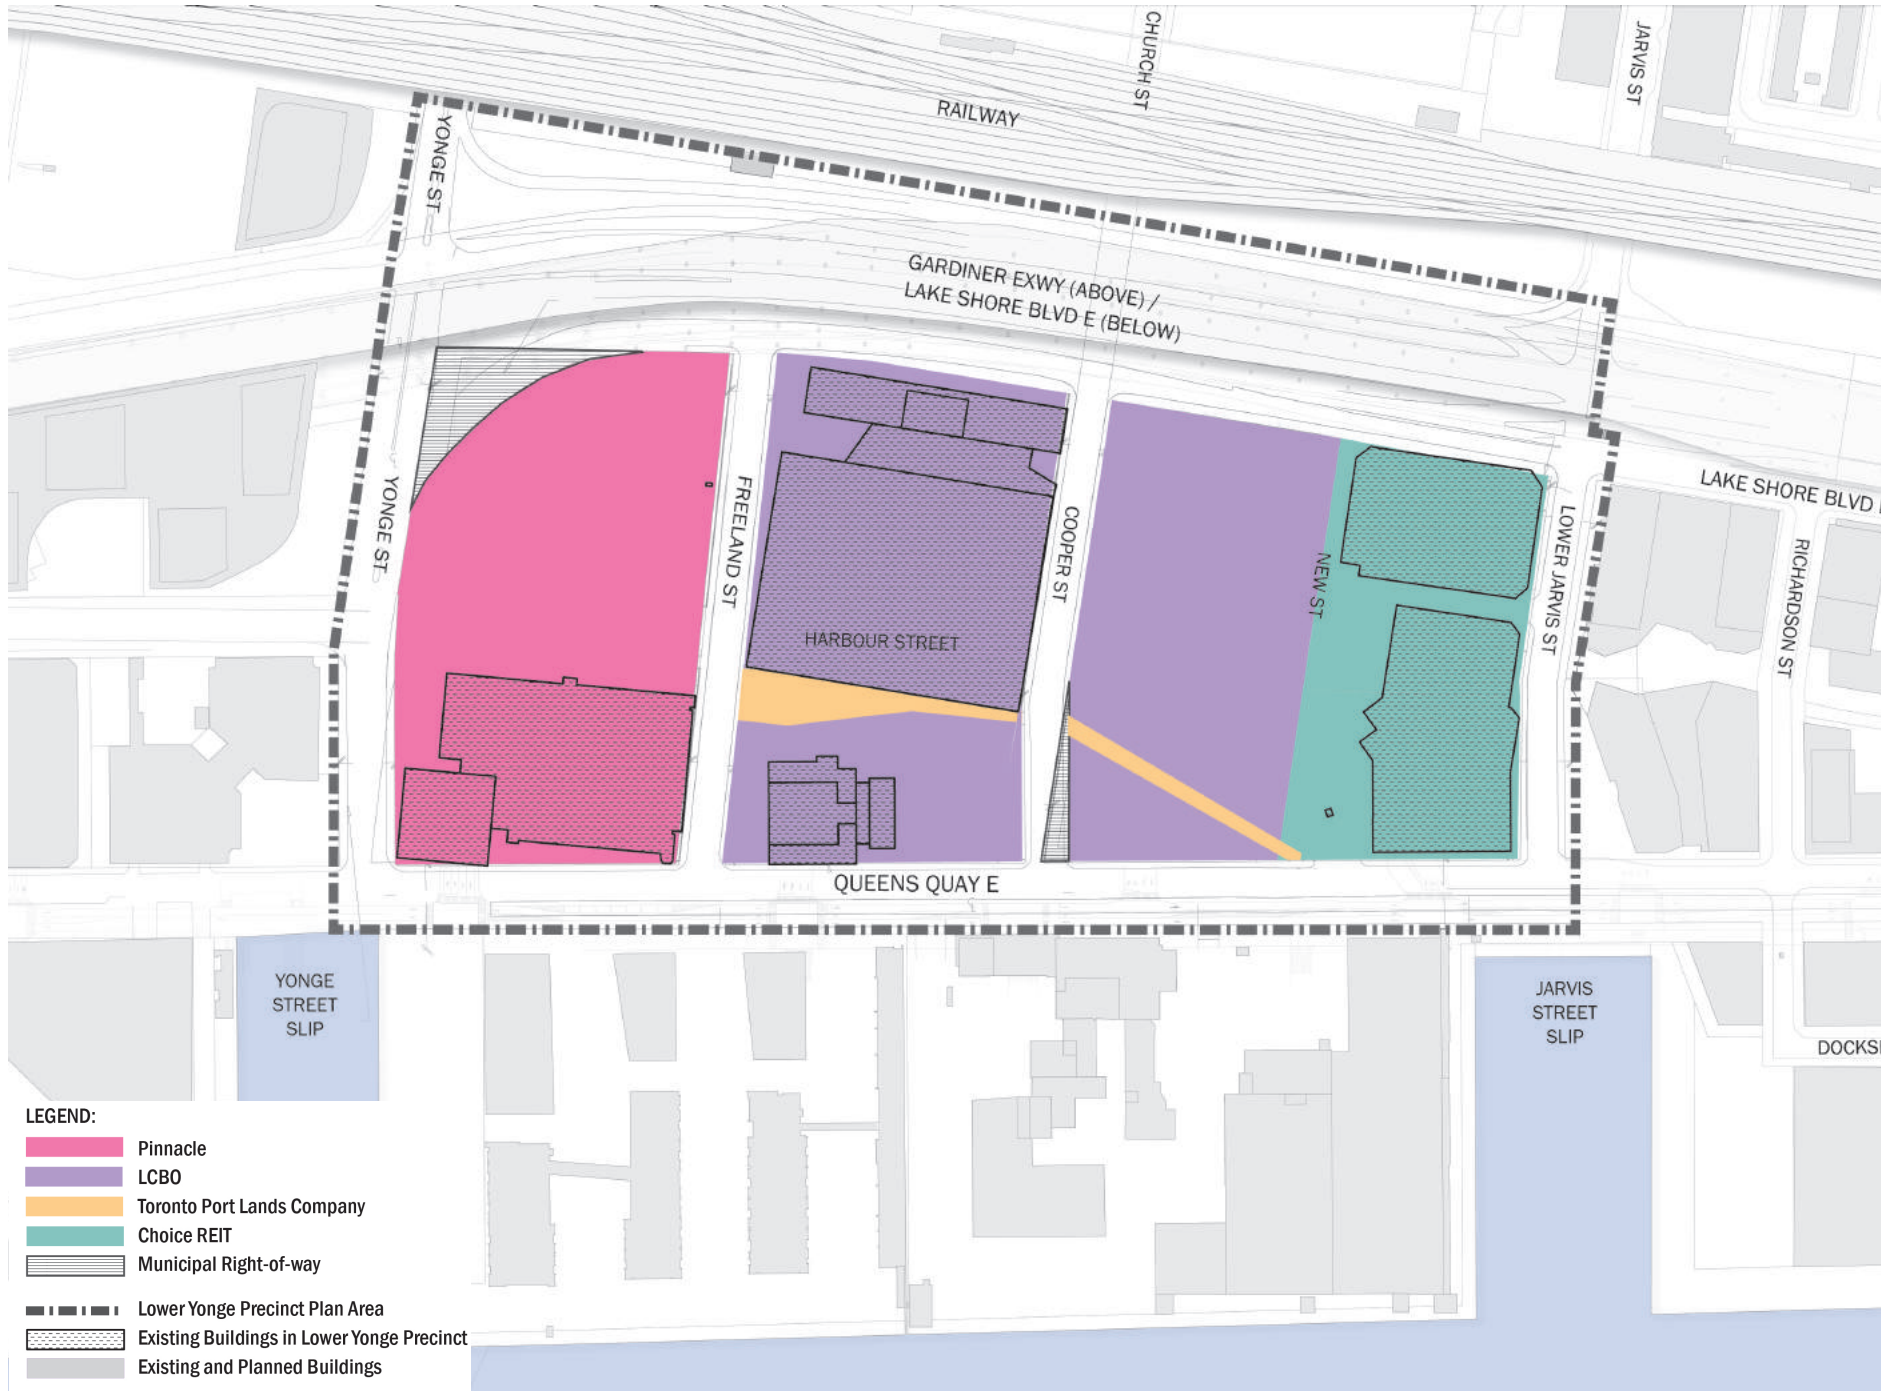 CHURCH ST
JARVIS ST
RAILWAY
YONGE ST
GARDINER EXWY (ABOVE) /
LAKE SHORE BLVD E (BELOW)
LAKE SHORE BLVD
YONGE ST
FREELAND ST
COOPER ST
NEW ST
LOWER JARVIS ST
RICHARDSON ST
HARBOUR STREET
QUEENS QUAY E
YONGE
STREET
SLIP
JARVIS
STREET
SLIP
LEGEND:
Pinnacle
LCBO
Toronto Port Lands Company
Choice REIT
Municipal Right-of-way
Lower Yonge Precinct Plan Area
Existing Buildings in Lower Yonge Precinct
Existing and Planned Buildings